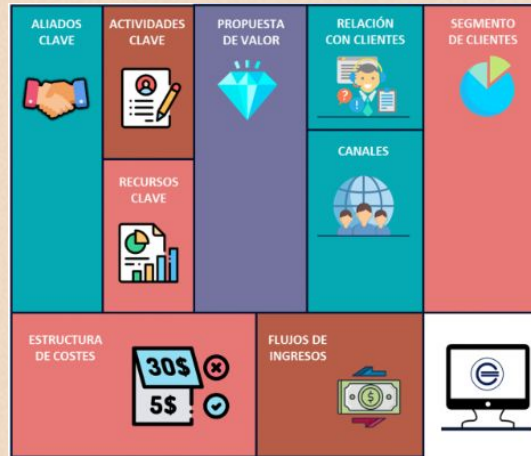 ALIADOS
CLAVE
ACTIVIDADES
CLAVE
PROPUESTA
DE VALOR
RELACIÓN
CON CLIENTES
SEGMENTO
DE CLIENTES
RECURSOS
CLAVE
CANALES
ESTRUCTURA
DE COSTES
30$
5$
FLUJOS DE
INGRESOS